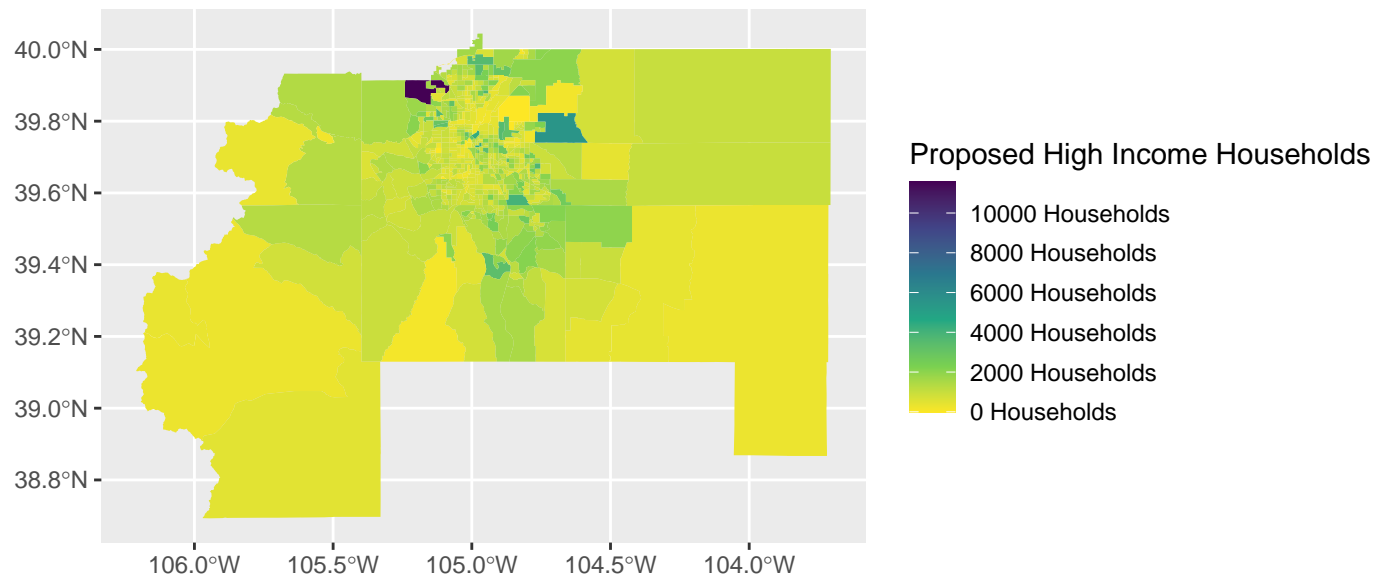 40.0°N
39.8°N
39.6°N
39.4°N
39.2°N
39.0°N
38.8°N
106.0°W 105.5°W 105.0°W 104.5°W 104.0°W
Proposed High Income Households
10000 Households
8000 Households
6000 Households
4000 Households
2000 Households
0 Households